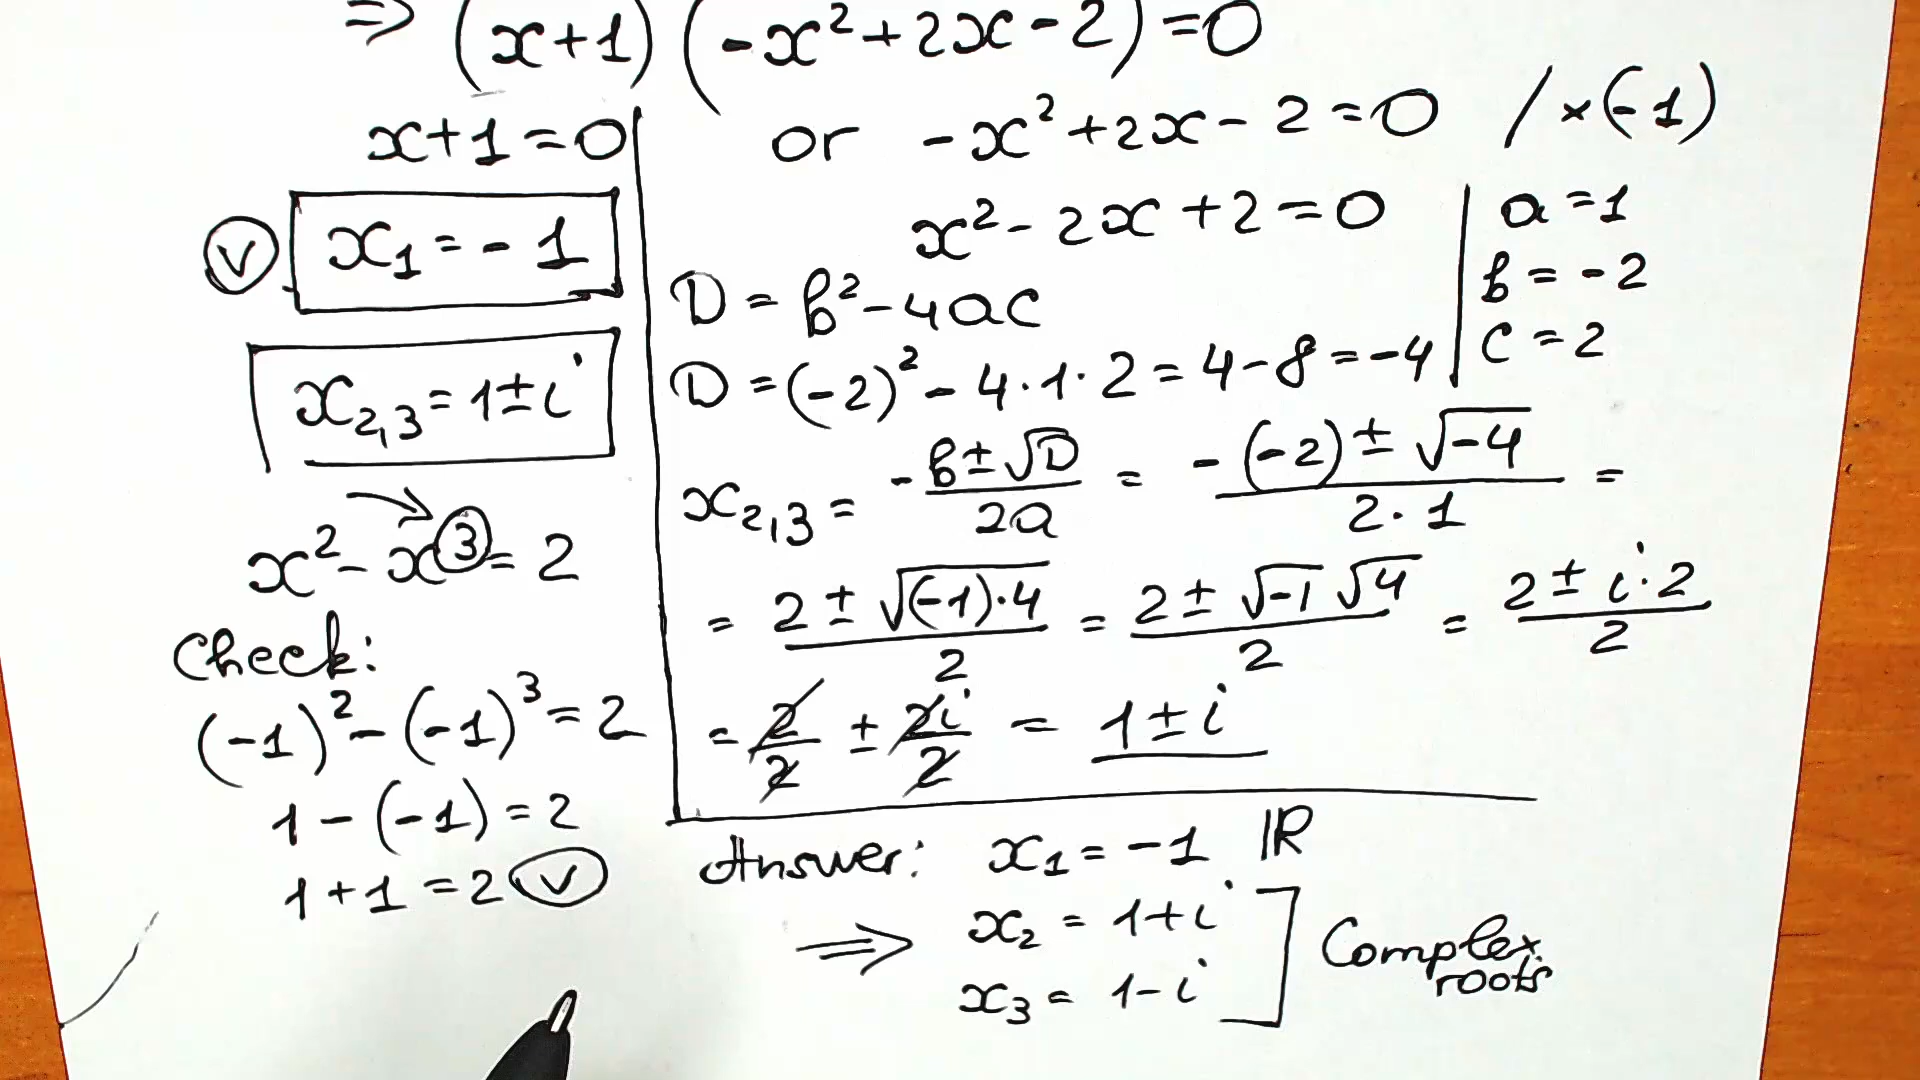 ⇒ (x+1)(-x²+2x-2)=0
x+1=0
or -x²+2x-2=0 / ×(-1)
x²-2x+2=0
a=1
b=-2
c=2
ⓥ x₁=-1
D=b²-4ac
D=(-2)²-4·1·2=4-8=-4
x₂,₃=1±i
x₂,₃ = (-b±√D)/(2a) = (-(-2)±√-4)/(2·1) =
= (2±√((-1)·4))/2 = (2±√-1 √4)/2 = (2±i·2)/2
= 2/2 ± 2i/2 = 1±i
x²-x³=2
Check:
(-1)²-(-1)³=2
1-(-1)=2
1+1=2 ⓥ
Answer: x₁=-1 ℝ
⇒ x₂=1+i
x₃=1-i
Complex
roots